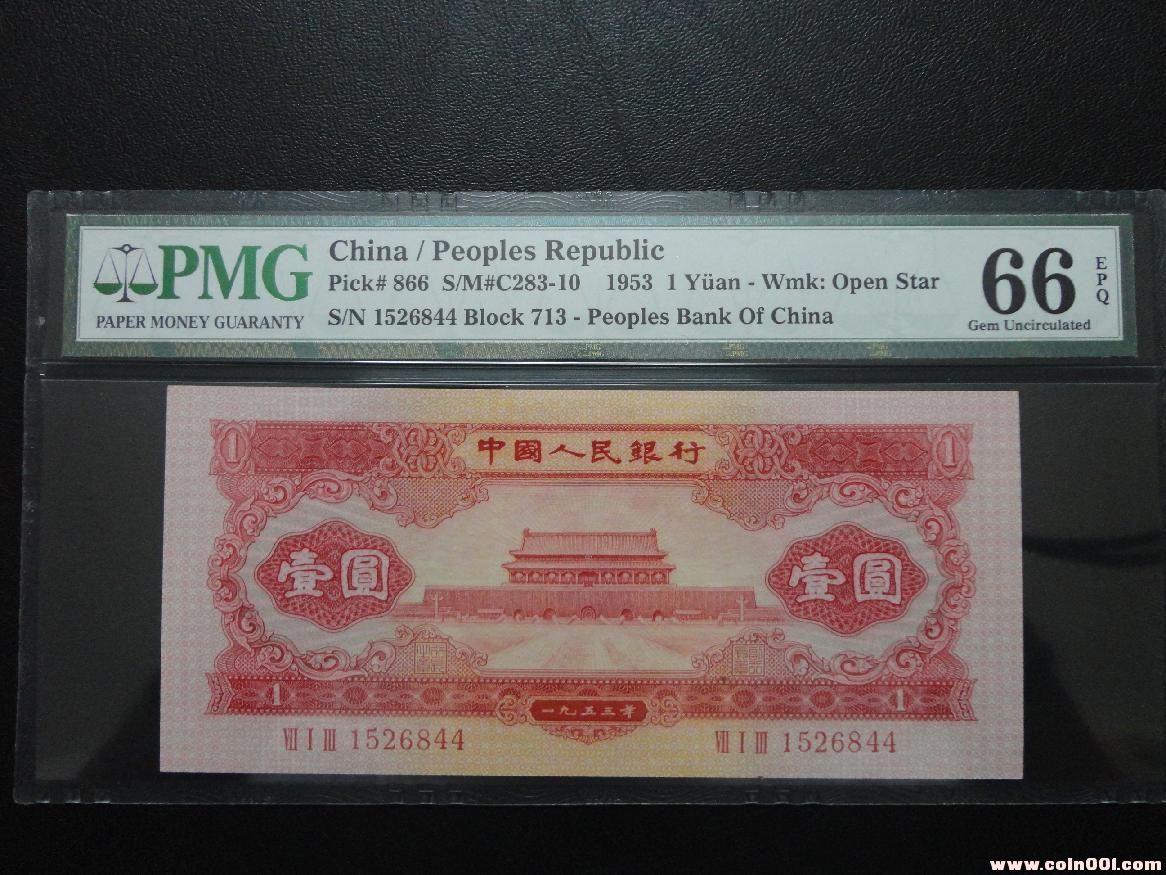 PMG
PAPER MONEY GUARANTY
China / Peoples Republic
Pick# 866 S/M#C283-10 1953 1 Yüan - Wmk: Open Star
S/N 1526844 Block 713 - Peoples Bank Of China
66
EPQ
Gem Uncirculated
1 中國人民銀行 1
壹圓 壹圓
1 1
一九五三年
VII I III 1526844 VII I III 1526844
www.coin001.com